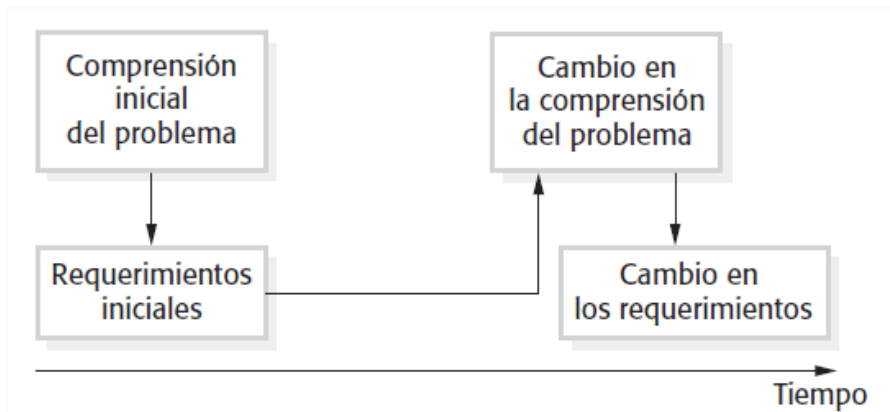 Comprensión
inicial
del problema
Requerimientos
iniciales
Cambio en
la comprensión
del problema
Cambio en
los requerimientos
Tiempo